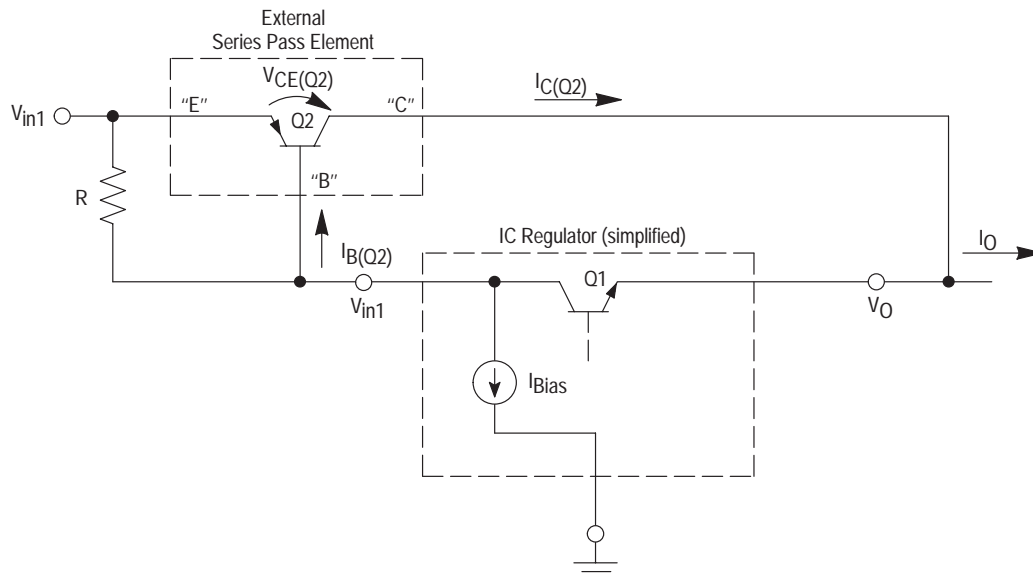 External
Series Pass Element
VCE(Q2)
IC(Q2)
Vin1
“E”
Q2
“C”
R
“B”
IB(Q2)
IC Regulator (simplified)
IO
Vin1
Q1
VO
IBias